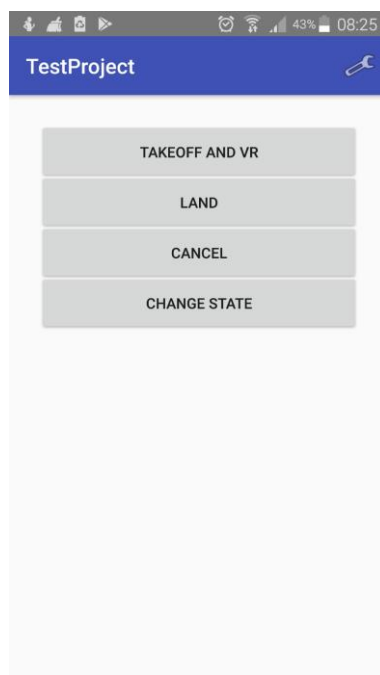 43% 08:25
TestProject
TAKEOFF AND VR
LAND
CANCEL
CHANGE STATE